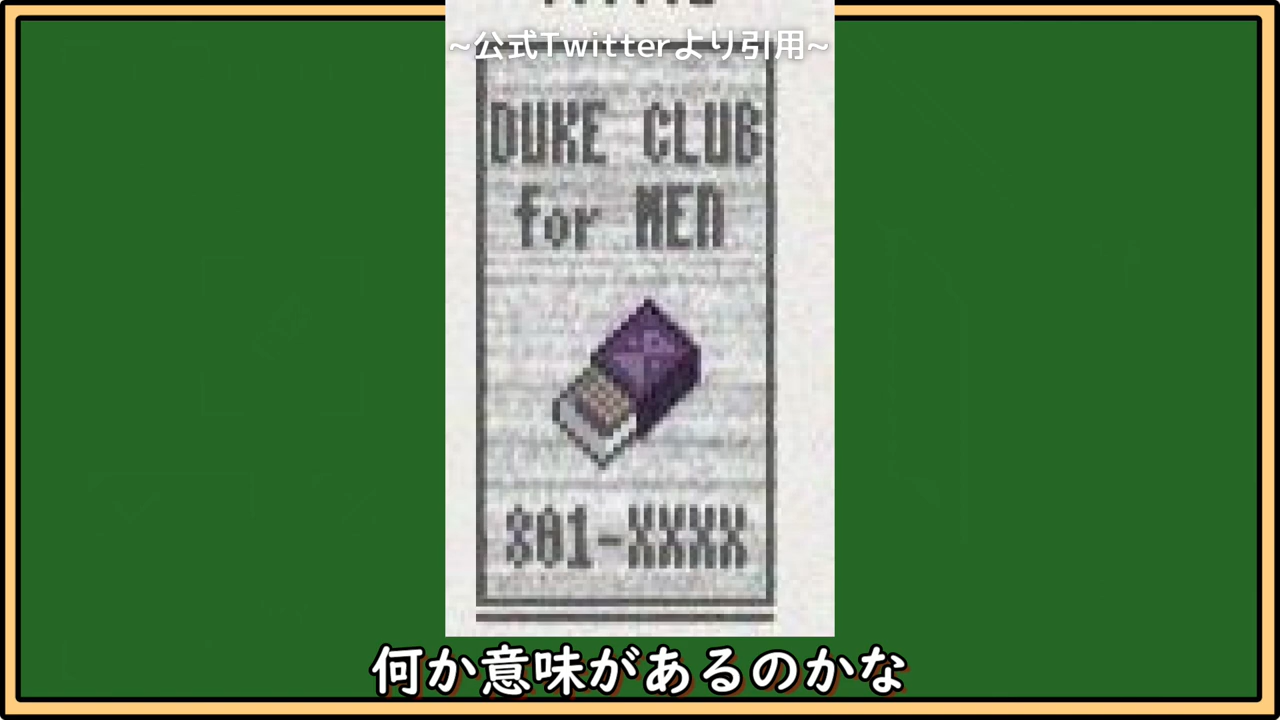 ~公式Twitterより引用~
DUKE CLUB
for MEN
801-XXXX
何か意味があるのかな